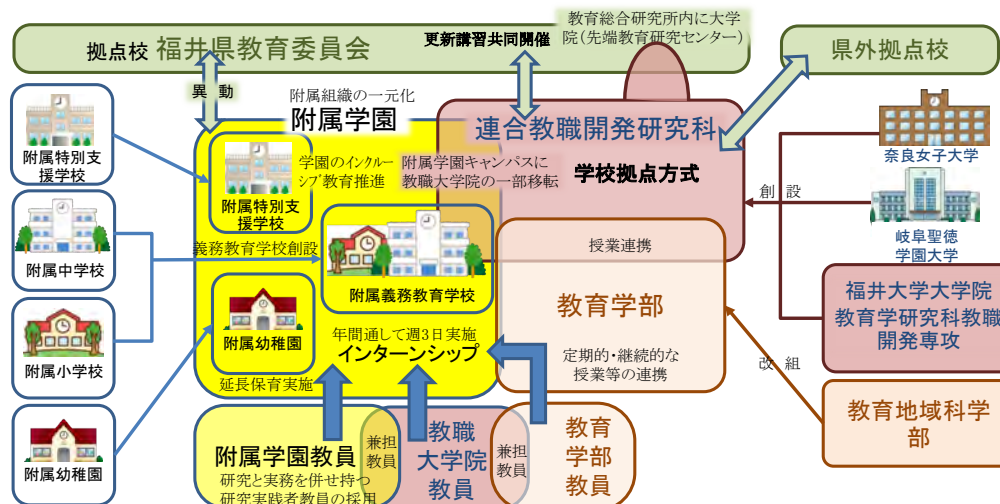 拠点校 福井県教育委員会
更新講習共同開催
教育総合研究所内に大学
院（先端教育研究センター）
県外拠点校
異 動
附属組織の一元化
附属学園
連合教職開発研究科
学校拠点方式
附属特別支
援学校
附属中学校
附属小学校
附属幼稚園
学園のインクルー
シブ教育推進
附属特別支
援学校
附属学園キャンパスに
教職大学院の一部移転
義務教育学校創設
附属義務教育学校
附属幼稚園
延長保育実施
年間通して週3日実施
インターンシップ
授業連携
教育学部
定期的・継続的な
授業等の連携
奈良女子大学
創 設
岐阜聖徳
学園大学
福井大学大学院
教育学研究科教職
開発専攻
改 組
教育地域科学学
部
附属学園教員
研究と実務を併せ持つ
研究実践者教員の採用
兼担
教員
教職
大学院
教員
兼担
教員
教育
学部
教員